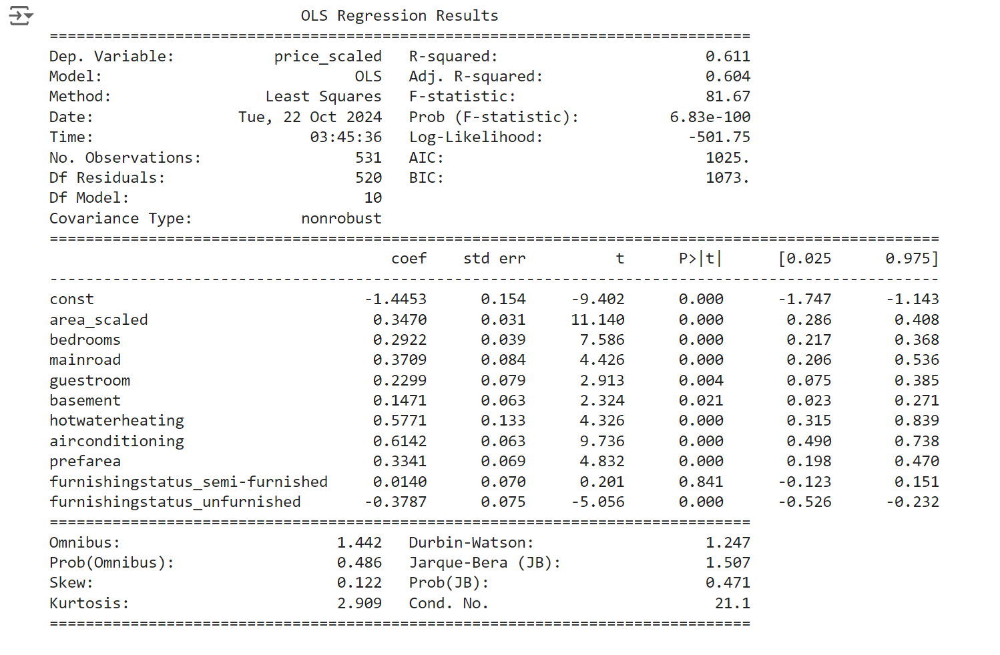 OLS Regression Results
==============================================================================
Dep. Variable: price_scaled R-squared: 0.611
Model: OLS Adj. R-squared: 0.604
Method: Least Squares F-statistic: 81.67
Date: Tue, 22 Oct 2024 Prob (F-statistic): 6.83e-100
Time: 03:45:36 Log-Likelihood: -501.75
No. Observations: 531 AIC: 1025.
Df Residuals: 520 BIC: 1073.
Df Model: 10
Covariance Type: nonrobust
===================================================================================================
coef std err t P>|t| [0.025 0.975]
---------------------------------------------------------------------------------------------------
const -1.4453 0.154 -9.402 0.000 -1.747 -1.143
area_scaled 0.3470 0.031 11.140 0.000 0.286 0.408
bedrooms 0.2922 0.039 7.586 0.000 0.217 0.368
mainroad 0.3709 0.084 4.426 0.000 0.206 0.536
guestroom 0.2299 0.079 2.913 0.004 0.075 0.385
basement 0.1471 0.063 2.324 0.021 0.023 0.271
hotwaterheating 0.5771 0.133 4.326 0.000 0.315 0.839
airconditioning 0.6142 0.063 9.736 0.000 0.490 0.738
prefarea 0.3341 0.069 4.832 0.000 0.198 0.470
furnishingstatus_semi-furnished 0.0140 0.070 0.201 0.841 -0.123 0.151
furnishingstatus_unfurnished -0.3787 0.075 -5.056 0.000 -0.526 -0.232
==============================================================================
Omnibus: 1.442 Durbin-Watson: 1.247
Prob(Omnibus): 0.486 Jarque-Bera (JB): 1.507
Skew: 0.122 Prob(JB): 0.471
Kurtosis: 2.909 Cond. No. 21.1
==============================================================================